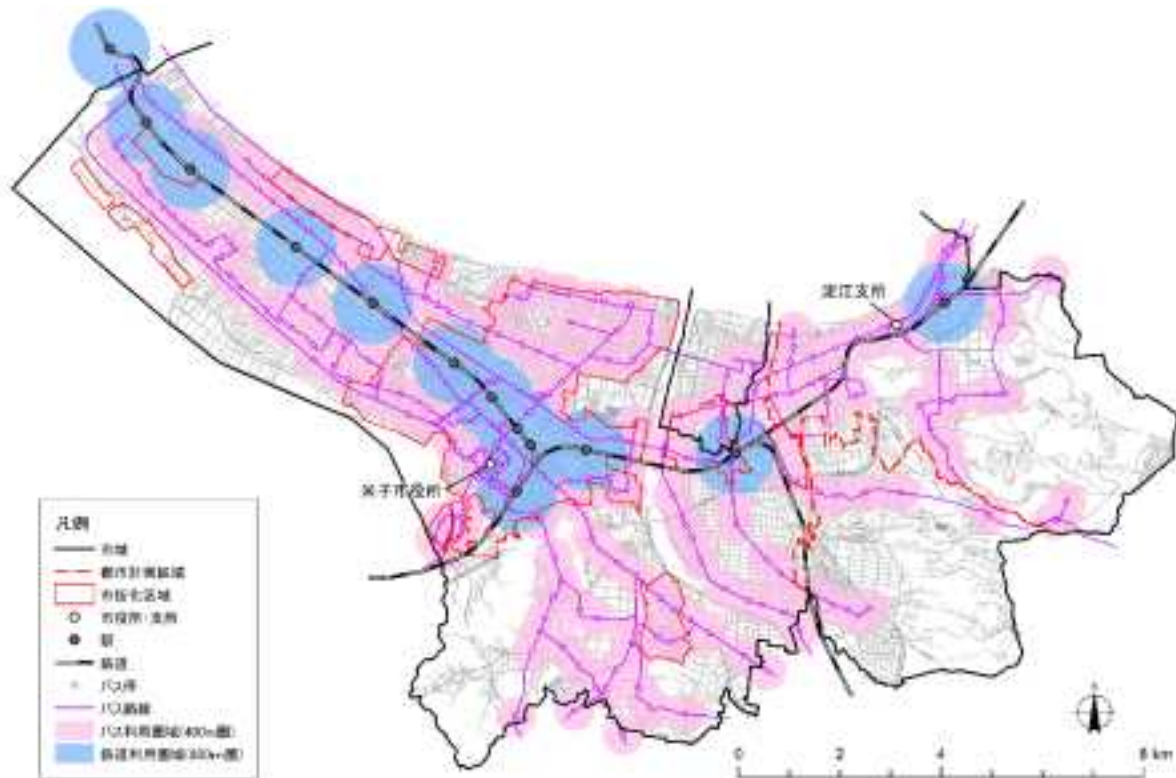 淀江支所
米子市役所
凡例
市域
都市計画区域
市街化区域
市役所・支所
駅
鉄道
バス停
バス路線
バス利用圏域(400m圏)
鉄道利用圏域(800m圏)
0 2 4 8 km